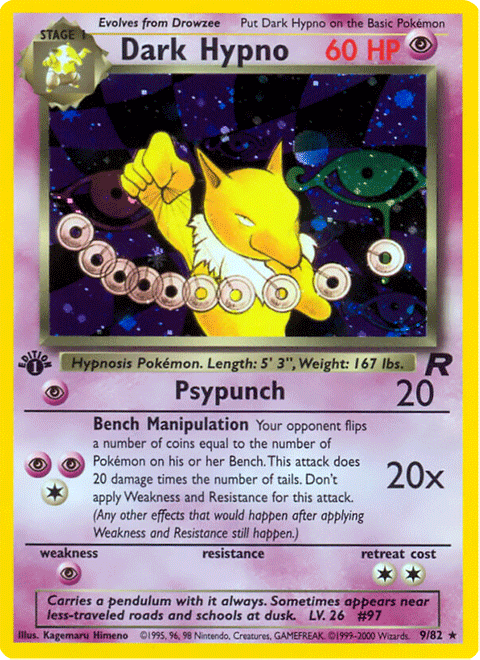 Evolves from Drowzee Put Dark Hypno on the Basic Pokémon
STAGE 1
Dark Hypno 60 HP
EDITION
1
Hypnosis Pokémon. Length: 5' 3", Weight: 167 lbs.
R
Psypunch 20
Bench Manipulation Your opponent flips
a number of coins equal to the number of
Pokémon on his or her Bench. This attack does
20 damage times the number of tails. Don't
apply Weakness and Resistance for this attack.
(Any other effects that would happen after applying
Weakness and Resistance still happen.)
20x
weakness resistance retreat cost
Carries a pendulum with it always. Sometimes appears near
less-traveled roads and schools at dusk. LV. 26 #97
Illus. Kagemaru Himeno ©1995, 96, 98 Nintendo, Creatures, GAMEFREAK. ©1999-2000 Wizards. 9/82 ★